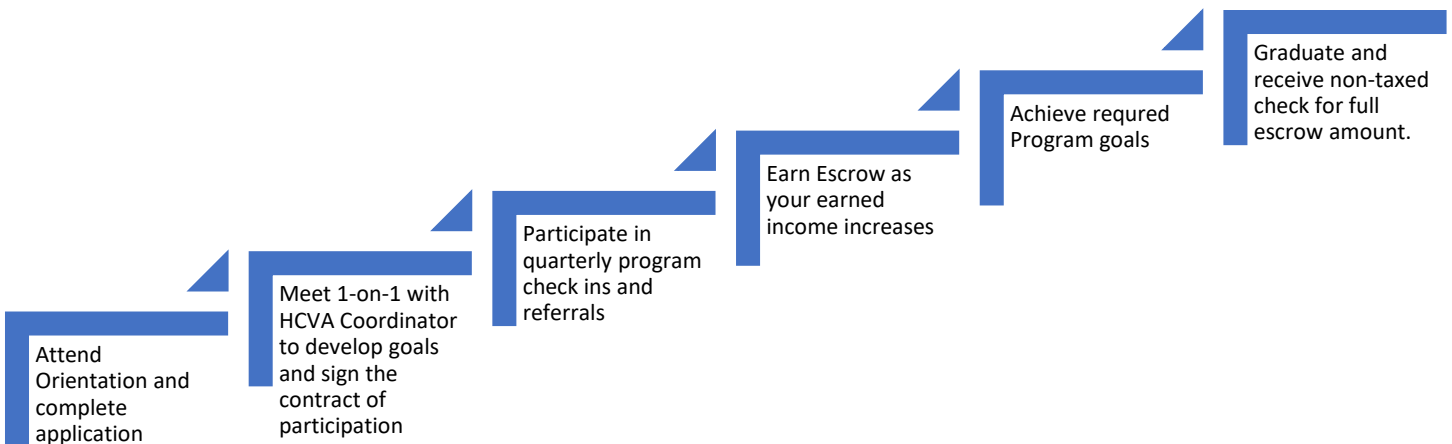 Attend
Orientation and
complete
application
Meet 1-on-1 with
HCVA Coordinator
to develop goals
and sign the
contract of
participation
Participate in
quarterly program
check ins and
referrals
Earn Escrow as
your earned
income increases
Achieve requred
Program goals
Graduate and
receive non-taxed
check for full
escrow amount.